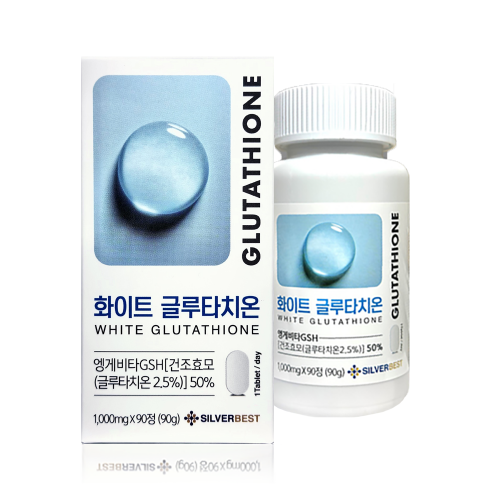 GLUTATHIONE
화이트 글루타치온
WHITE GLUTATHIONE
엥게비타GSH[건조효모
(글루타치온 2,5%)] 50%
1Tablet / day
1,000mg X 90정 (90g)
SILVERBEST
GLUTATHIONE
화이트 글루타치온
WHITE GLUTATHIONE
엥게비타GSH
[건조효모(글루타치온2,5%)] 50%
1,000mg X 90정 (90g)
SILVERBEST